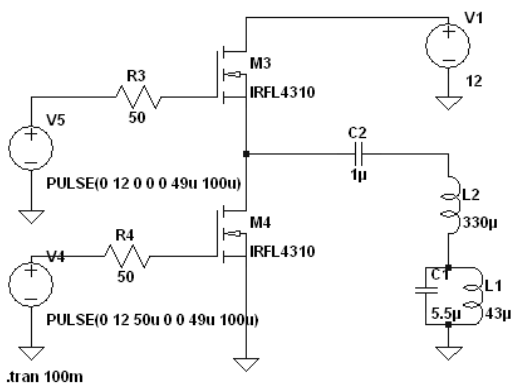 V1
12
M3
IRFL4310
R3
50
V5
PULSE(0 12 0 0 0 49u 100u)
C2
1µ
L2
330µ
M4
IRFL4310
R4
50
V4
PULSE(0 12 50u 0 0 49u 100u)
C1
5.5µ
L1
43µ
.tran 100m